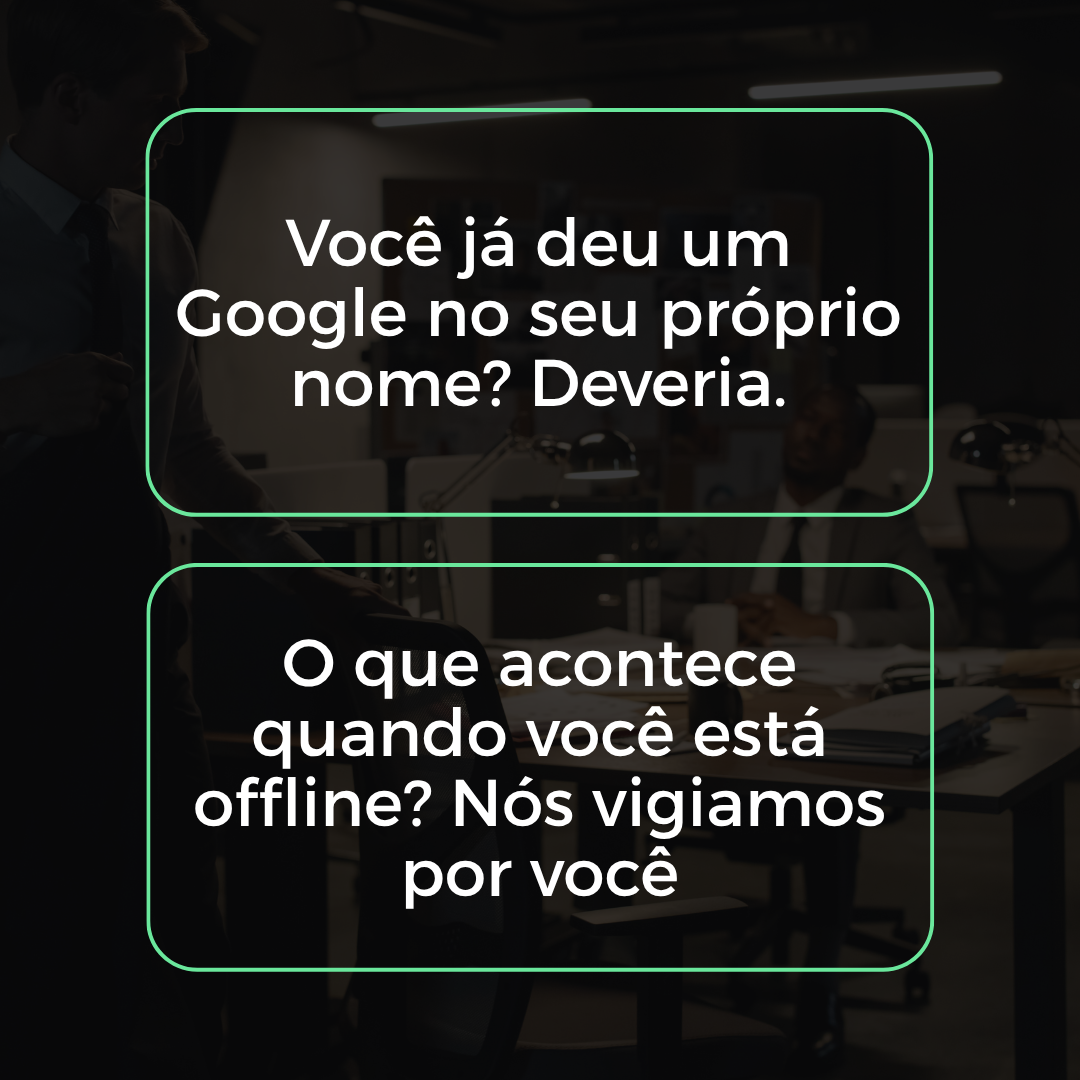 Você já deu um
Google no seu próprio
nome? Deveria.
O que acontece
quando você está
offline? Nós vigiamos
por você